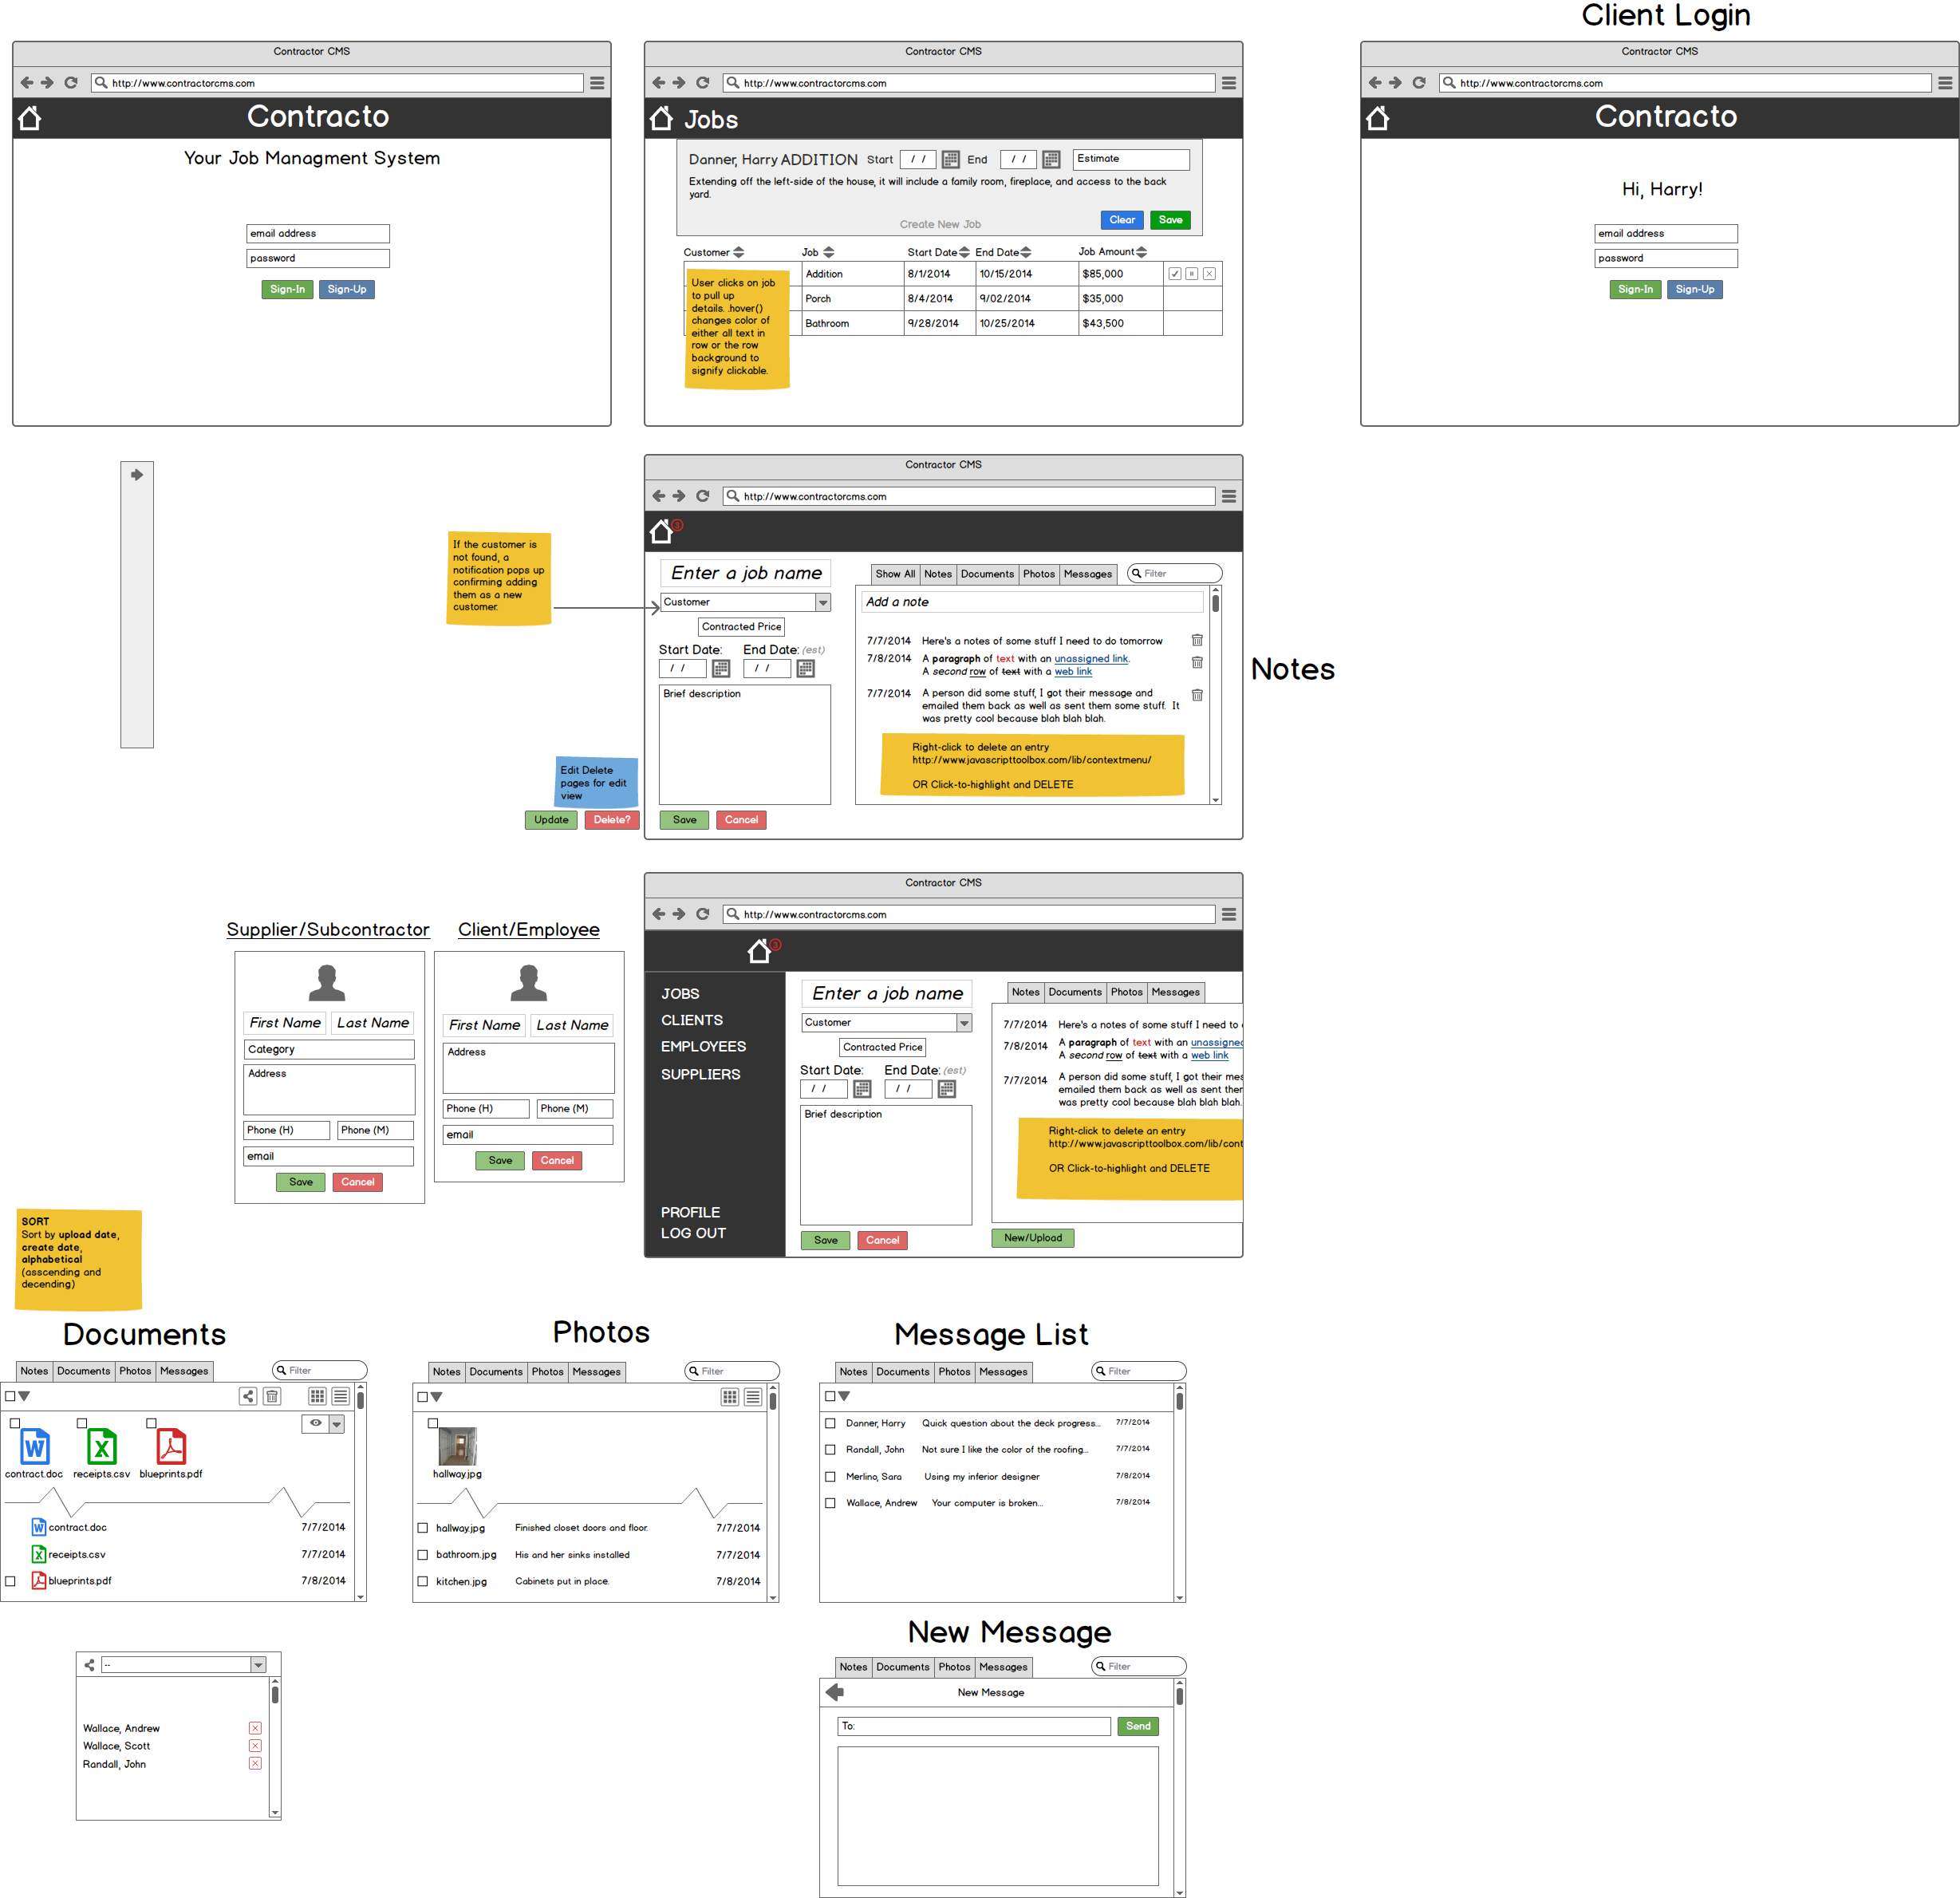 Client Login
Contractor CMS
http://www.contractorcms.com
Contracto
Your Job Managment System
email address
password
Sign-In Sign-Up
Contractor CMS
http://www.contractorcms.com
Jobs
Danner, Harry ADDITION Start / / End / / Estimate
Extending off the left-side of the house, it will include a family room, fireplace, and access to the back
yard.
Create New Job Clear Save
Customer Job Start Date End Date Job Amount
Addition 8/1/2014 10/15/2014 $85,000
Porch 8/4/2014 9/02/2014 $35,000
Bathroom 9/28/2014 10/25/2014 $43,500
User clicks on job
to pull up
details. .hover()
changes color of
either all text in
row or the row
background to
signify clickable.
Contractor CMS
http://www.contractorcms.com
Contracto
Hi, Harry!
email address
password
Sign-In Sign-Up
If the customer is
not found, a
notification pops up
confirming adding
them as a new
customer.
Edit Delete
pages for edit
view
Update Delete?
Contractor CMS
http://www.contractorcms.com
3
Enter a job name
Customer
Contracted Price
Start Date: End Date: (est)
/ / / /
Brief description
Save Cancel
Show All Notes Documents Photos Messages Filter
Add a note
7/7/2014 Here's a notes of some stuff I need to do tomorrow
7/8/2014 A paragraph of text with an unassigned link.
A second row of text with a web link
7/7/2014 A person did some stuff, I got their message and
emailed them back as well as sent them some stuff. It
was pretty cool because blah blah blah.
Right-click to delete an entry
http://www.javascripttoolbox.com/lib/contextmenu/
OR Click-to-highlight and DELETE
Notes
Supplier/Subcontractor
First Name Last Name
Category
Address
Phone (H) Phone (M)
email
Save Cancel
Client/Employee
First Name Last Name
Address
Phone (H) Phone (M)
email
Save Cancel
Contractor CMS
http://www.contractorcms.com
3
JOBS
CLIENTS
EMPLOYEES
SUPPLIERS
PROFILE
LOG OUT
Enter a job name
Customer
Contracted Price
Start Date: End Date: (est)
/ / / /
Brief description
Save Cancel
Notes Documents Photos Messages
7/7/2014 Here's a notes of some stuff I need to
7/8/2014 A paragraph of text with an unassigned
A second row of text with a web link
7/7/2014 A person did some stuff, I got their mes
emailed them back as well as sent them
was pretty cool because blah blah blah.
Right-click to delete an entry
http://www.javascripttoolbox.com/lib/cont
OR Click-to-highlight and DELETE
New/Upload
SORT
Sort by upload date,
create date,
alphabetical
(asscending and
decending)
Documents
Notes Documents Photos Messages Filter
W X
contract.doc receipts.csv blueprints.pdf
W contract.doc 7/7/2014
X receipts.csv 7/7/2014
blueprints.pdf 7/8/2014
Photos
Notes Documents Photos Messages Filter
hallway.jpg
hallway.jpg Finished closet doors and floor. 7/7/2014
bathroom.jpg His and her sinks installed 7/7/2014
kitchen.jpg Cabinets put in place. 7/8/2014
Message List
Notes Documents Photos Messages Filter
Danner, Harry Quick question about the deck progress... 7/7/2014
Randall, John Not sure I like the color of the roofing... 7/7/2014
Merlino, Sara Using my inferior designer 7/8/2014
Wallace, Andrew Your computer is broken... 7/8/2014
--
Wallace, Andrew
Wallace, Scott
Randall, John
New Message
Notes Documents Photos Messages Filter
New Message
To: Send